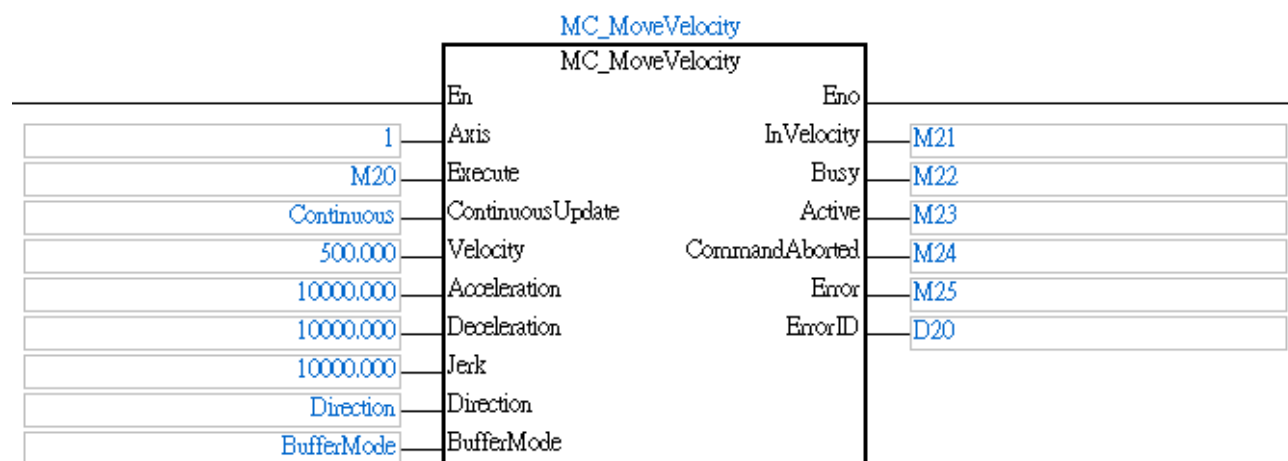 MC_MoveVelocity
MC_MoveVelocity
En Eno
1 Axis InVelocity M21
M20 Execute Busy M22
Continuous ContinuousUpdate Active M23
500.000 Velocity CommandAborted M24
10000.000 Acceleration Error M25
10000.000 Deceleration ErrorID D20
10000.000 Jerk
Direction Direction
BufferMode BufferMode